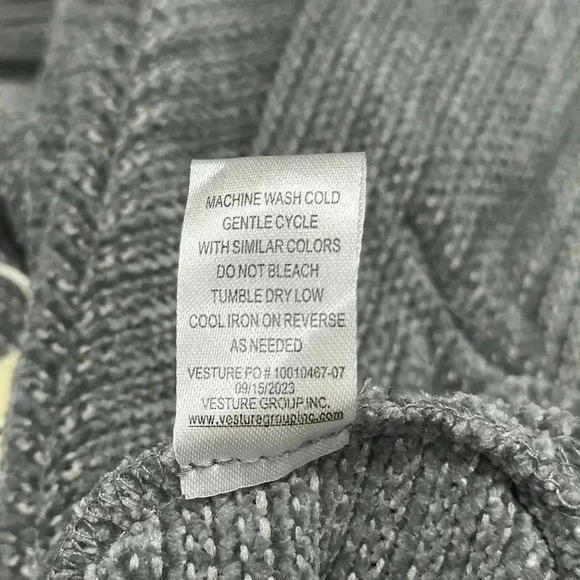 MACHINE WASH COLD
GENTLE CYCLE
WITH SIMILAR COLORS
DO NOT BLEACH
TUMBLE DRY LOW
COOL IRON ON REVERSE
AS NEEDED
VESTURE PO # 10010467-07
09/15/2023
VESTURE GROUP INC.
www.vesturegroupinc.com